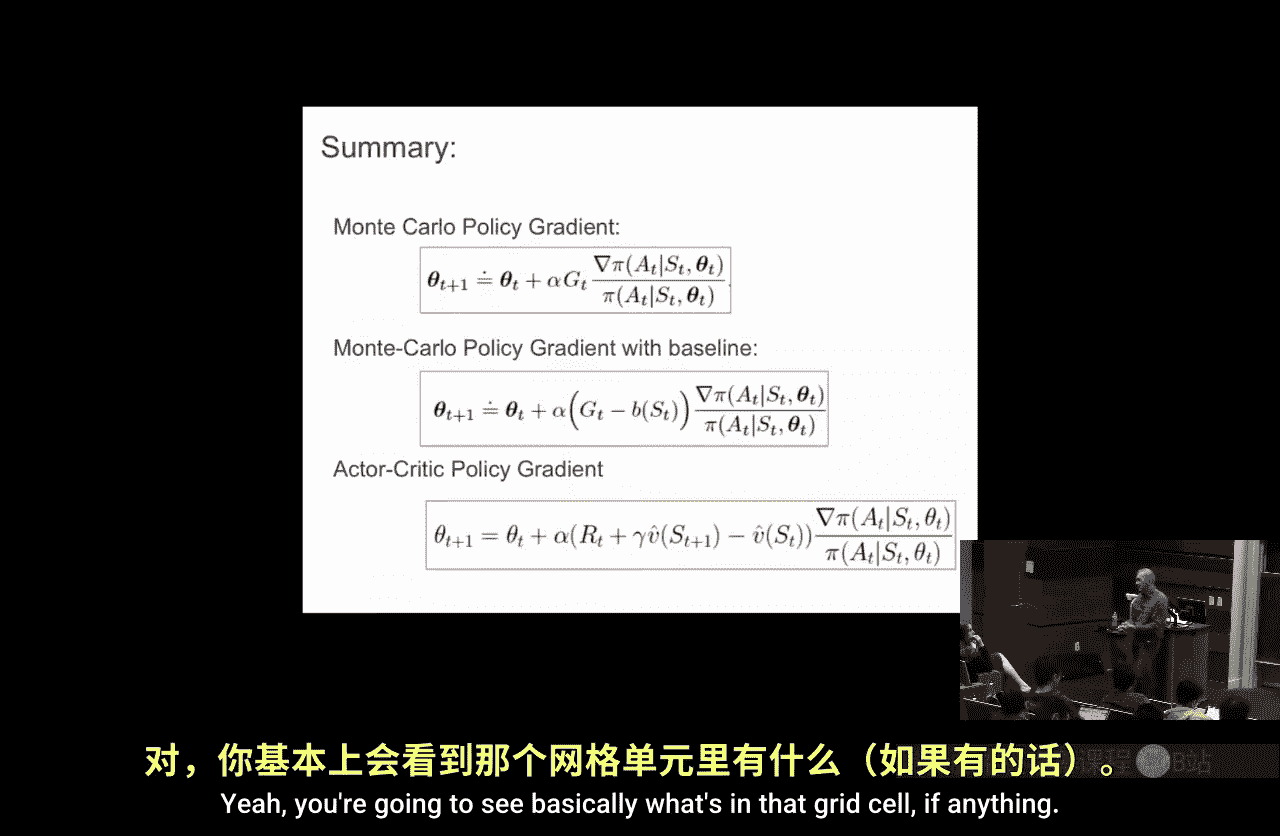 Summary:
Monte Carlo Policy Gradient:
θ_{t+1} ≐ θ_t + αG_t ∇π(A_t|S_t, θ_t) / π(A_t|S_t, θ_t).
Monte-Carlo Policy Gradient with baseline:
θ_{t+1} ≐ θ_t + α(G_t − b(S_t)) ∇π(A_t|S_t, θ_t) / π(A_t|S_t, θ_t)
Actor-Critic Policy Gradient
θ_{t+1} = θ_t + α(R_t + γv̂(S_{t+1}) − v̂(S_t)) ∇π(A_t|S_t, θ_t) / π(A_t|S_t, θ_t)
对，你基本上会看到那个网格单元里有什么（如果有的话）。
课程 B站
Yeah, you're going to see basically what's in that grid cell, if anything.